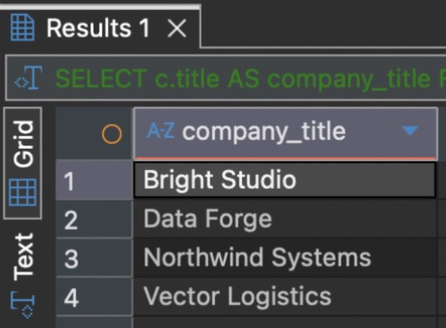 Results 1
SELECT c.title AS company_title
Grid
A-Z company_title
1 Bright Studio
2 Data Forge
3 Northwind Systems
4 Vector Logistics
Text